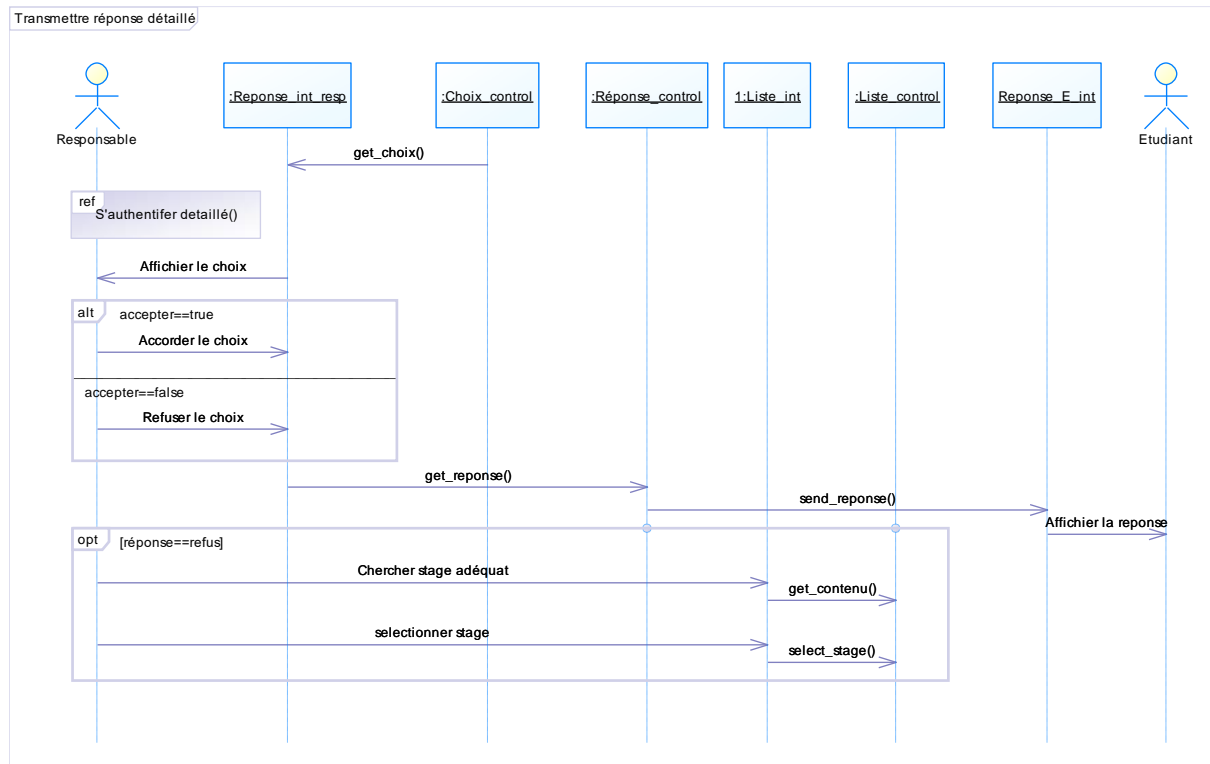 Transmettre réponse détaillé
:Reponse_int_resp
:Choix_control
:Réponse_control
1:Liste_int
:Liste_control
Reponse_E_int
Responsable
Etudiant
get_choix()
ref
S'authentifer detaillé()
Affichier le choix
alt
accepter==true
Accorder le choix
accepter==false
Refuser le choix
get_reponse()
send_reponse()
Affichier la reponse
opt
[réponse==refus]
Chercher stage adéquat
get_contenu()
selectionner stage
select_stage()